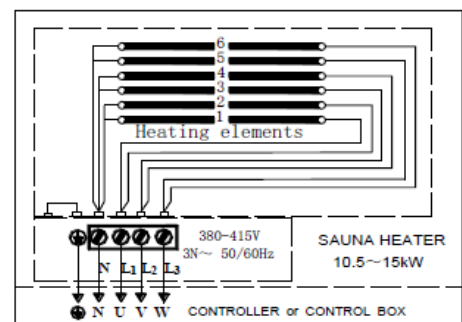 6
5
4
3
2
1
Heating elements
380-415V
3N～ 50/60Hz
N L1 L2 L3
SAUNA HEATER
10.5～15kW
N U V W
CONTROLLER or CONTROL BOX